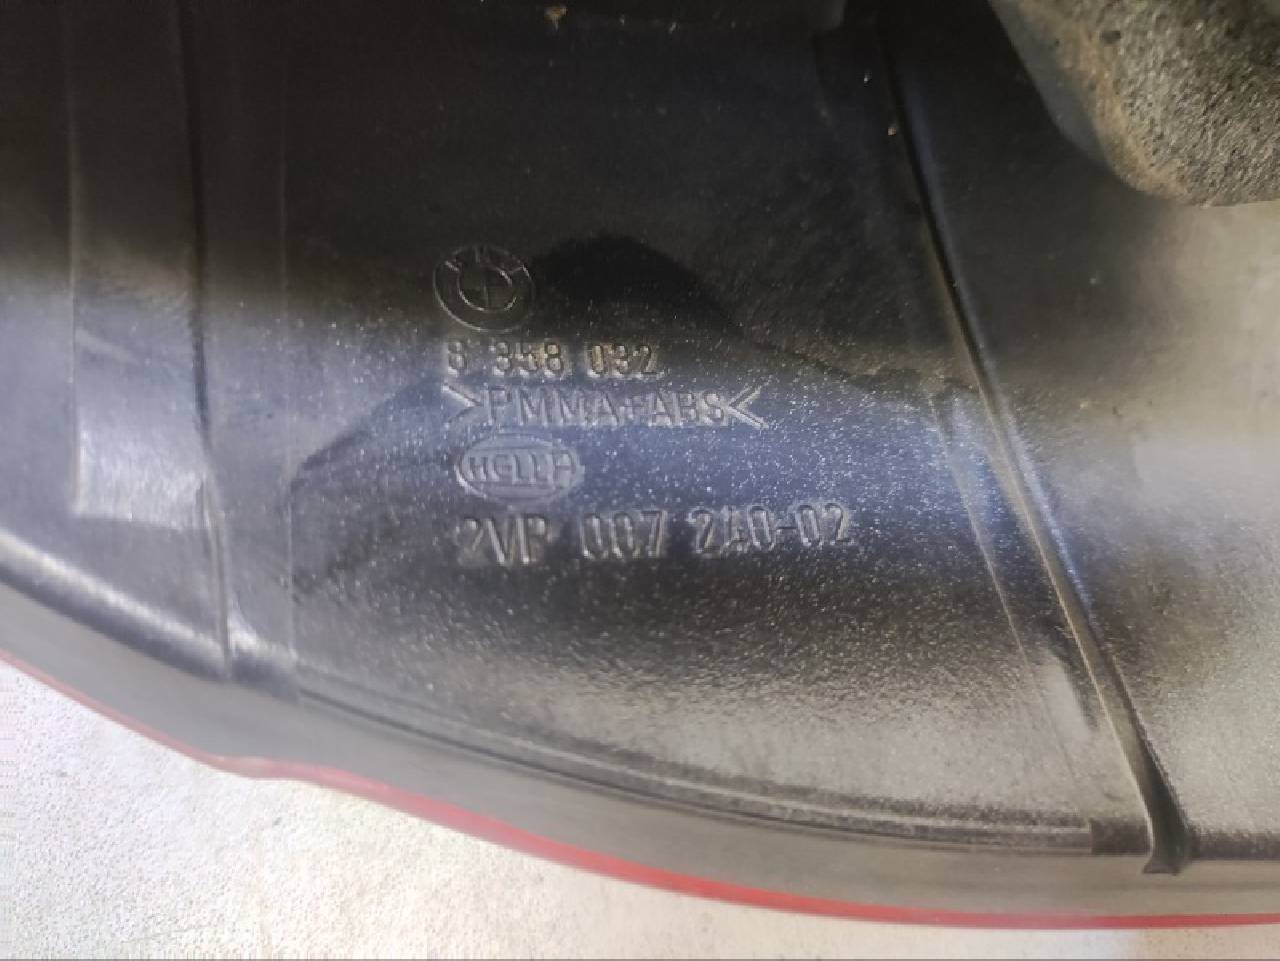 8 358 032
>PMMA+ABS<
HELLA
2VP 007 240-02